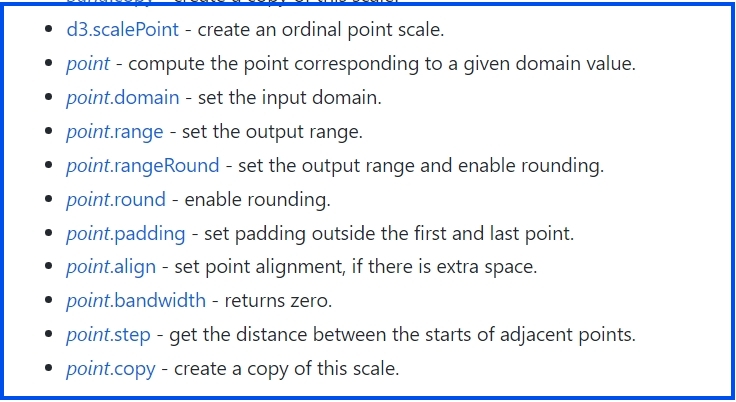 d3.scalePoint - create an ordinal point scale.
point - compute the point corresponding to a given domain value.
point.domain - set the input domain.
point.range - set the output range.
point.rangeRound - set the output range and enable rounding.
point.round - enable rounding.
point.padding - set padding outside the first and last point.
point.align - set point alignment, if there is extra space.
point.bandwidth - returns zero.
point.step - get the distance between the starts of adjacent points.
point.copy - create a copy of this scale.